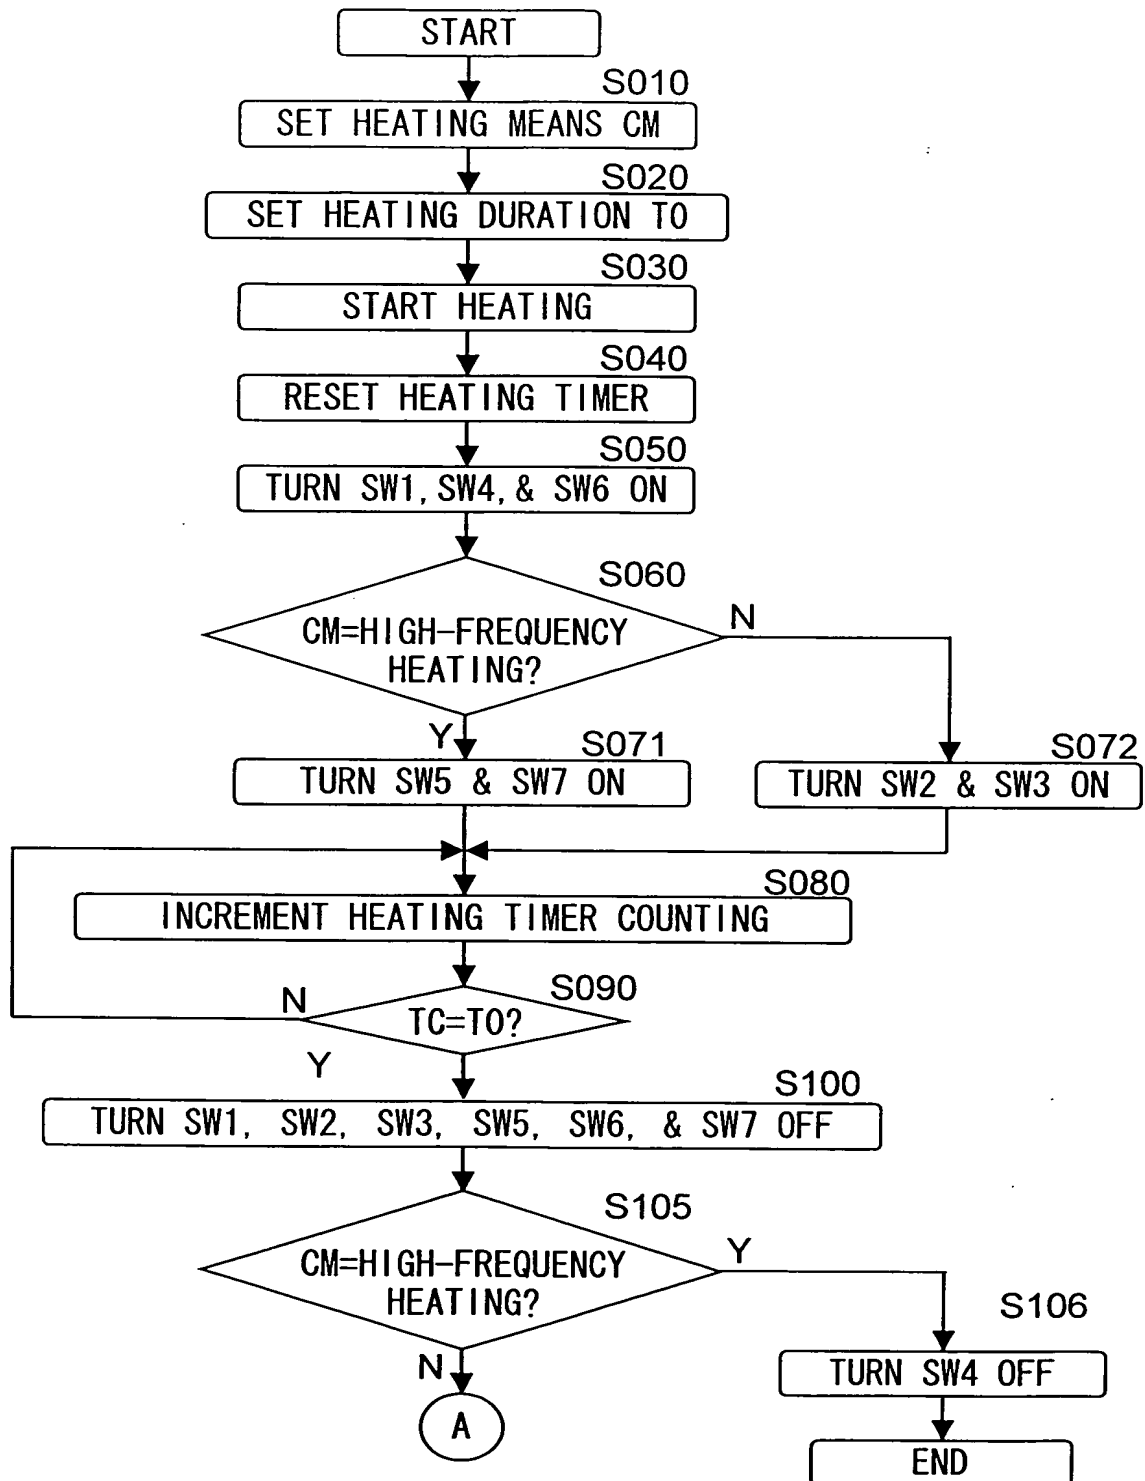 START
S010
SET HEATING MEANS CM
S020
SET HEATING DURATION T0
S030
START HEATING
S040
RESET HEATING TIMER
S050
TURN SW1, SW4, & SW6 ON
S060
CM=HIGH-FREQUENCY
HEATING?
N
Y
S071
TURN SW5 & SW7 ON
S072
TURN SW2 & SW3 ON
S080
INCREMENT HEATING TIMER COUNTING
S090
TC=T0?
N
Y
S100
TURN SW1, SW2, SW3, SW5, SW6, & SW7 OFF
S105
CM=HIGH-FREQUENCY
HEATING?
Y
N
S106
TURN SW4 OFF
A
END